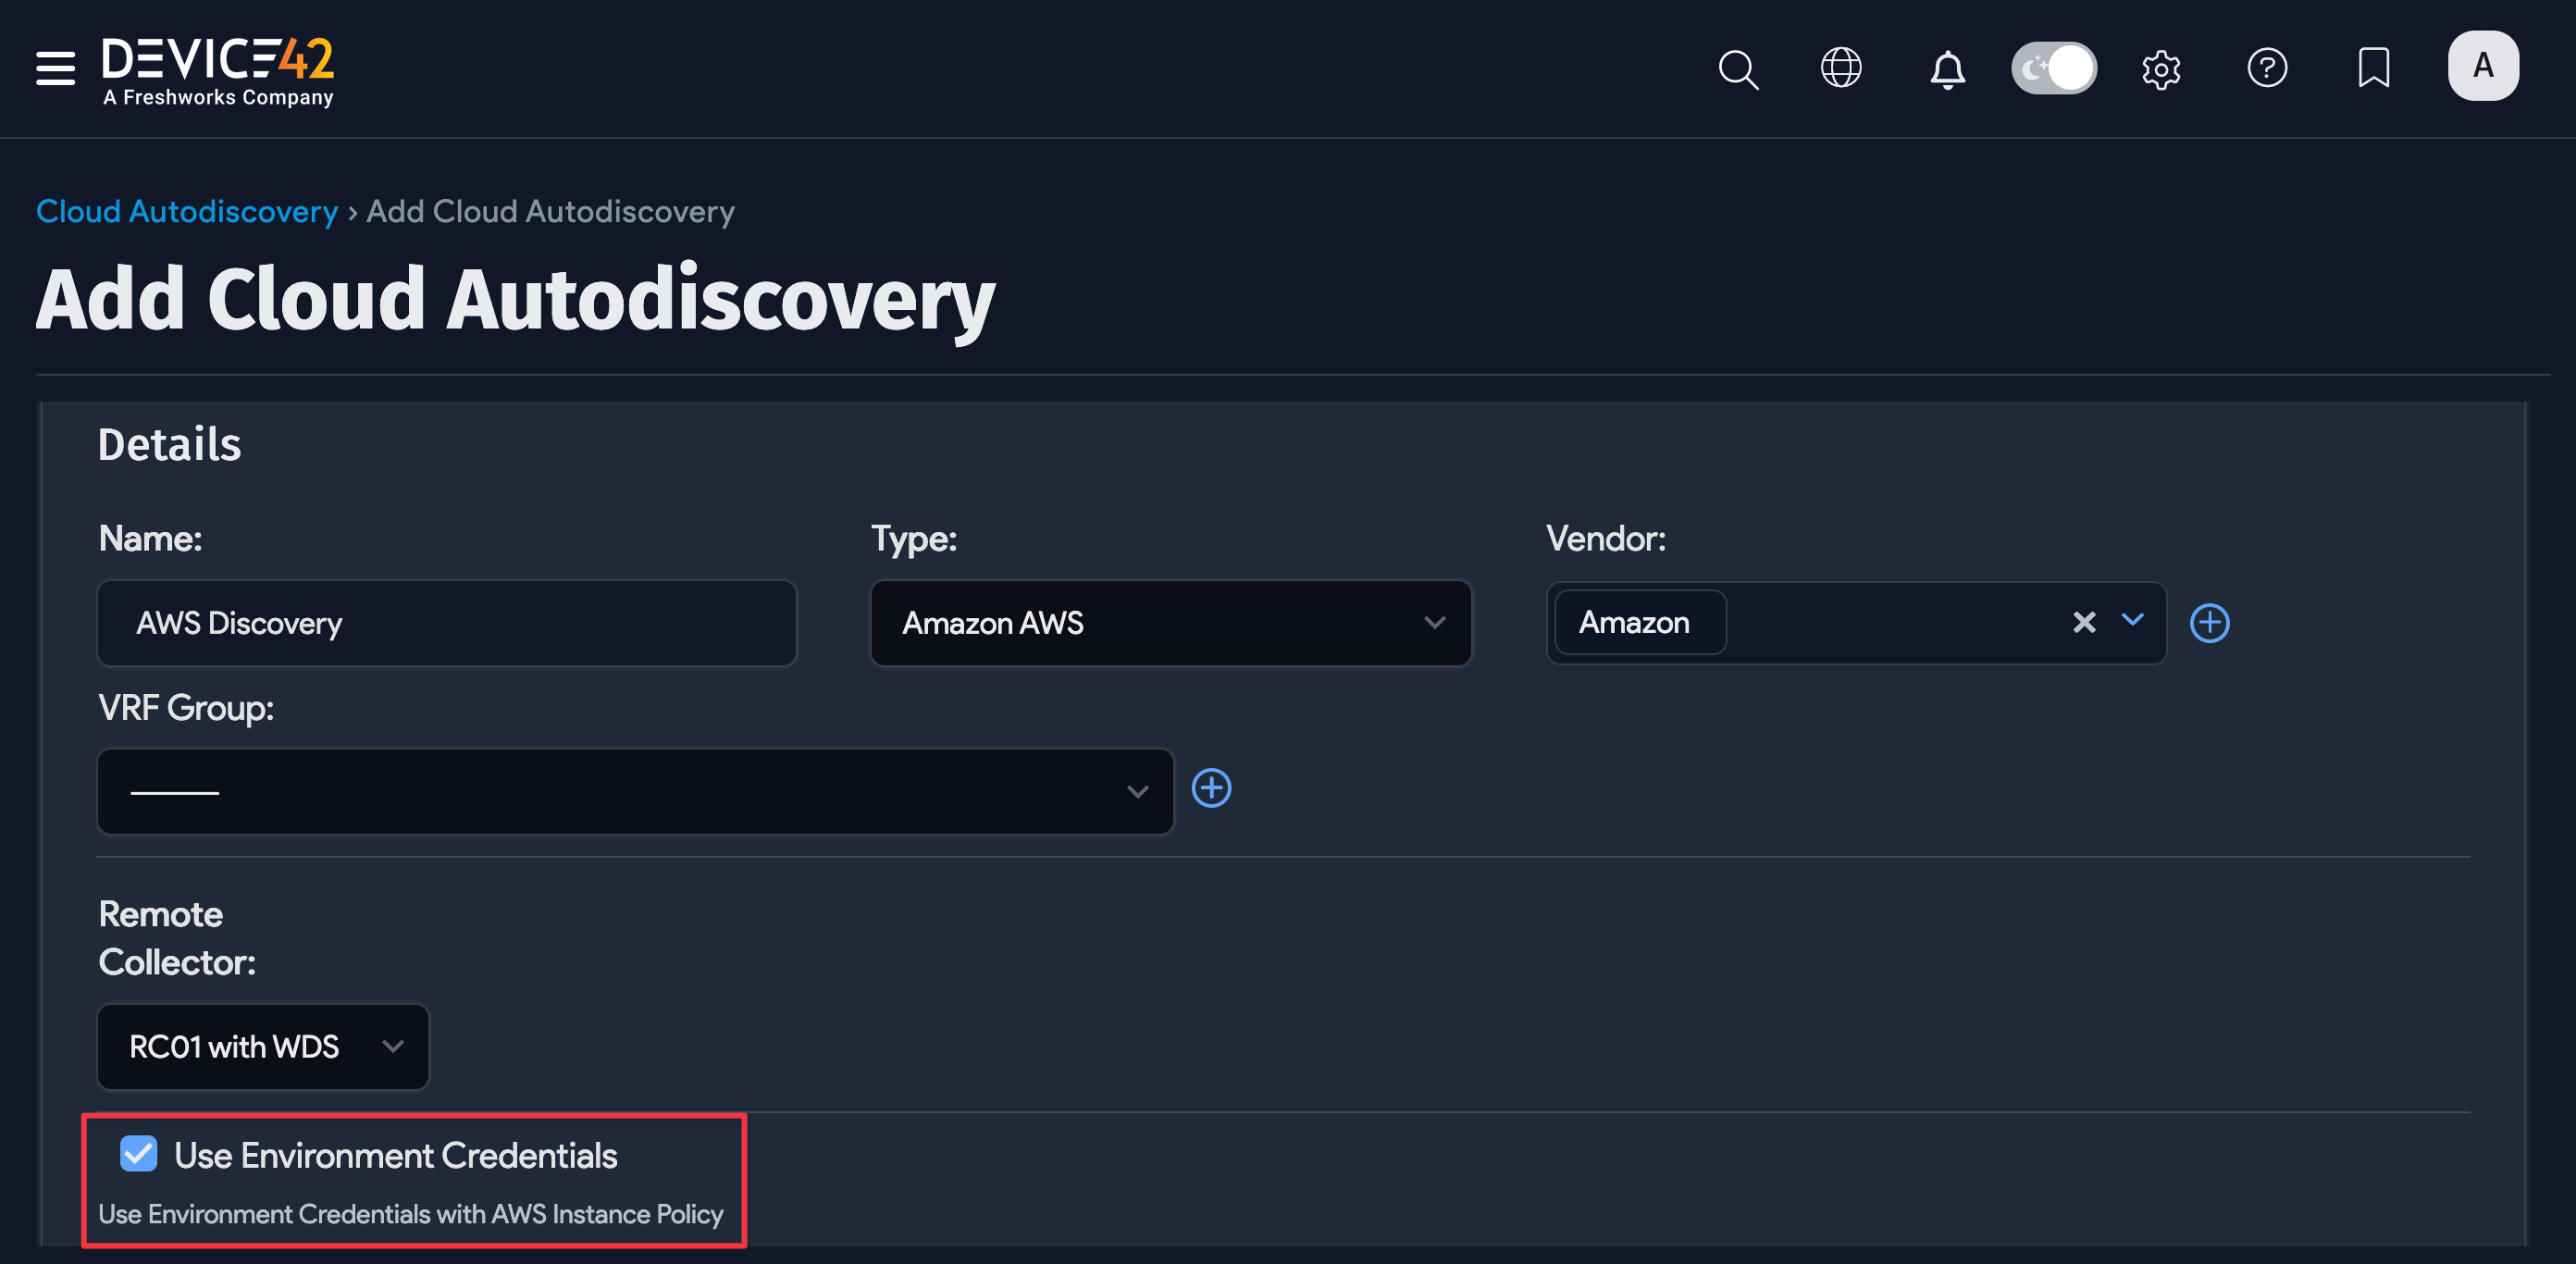 DEVICE42
A Freshworks Company
A
Cloud Autodiscovery › Add Cloud Autodiscovery
Add Cloud Autodiscovery
Details
Name:
Type:
Vendor:
AWS Discovery
Amazon AWS
Amazon
VRF Group:
Remote
Collector:
RC01 with WDS
Use Environment Credentials
Use Environment Credentials with AWS Instance Policy